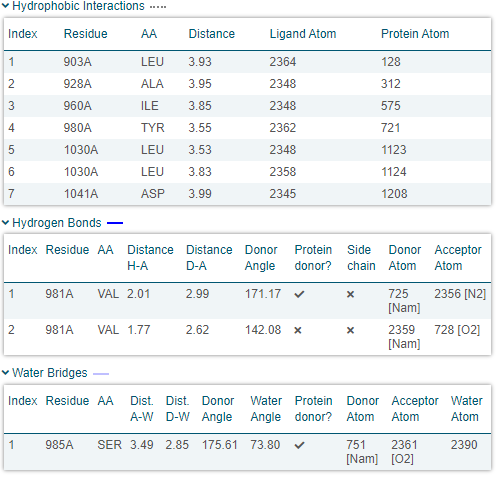 Hydrophobic Interactions
Index Residue AA Distance Ligand Atom Protein Atom
1 903A LEU 3.93 2364 128
2 928A ALA 3.95 2348 312
3 960A ILE 3.85 2348 575
4 980A TYR 3.55 2362 721
5 1030A LEU 3.53 2348 1123
6 1030A LEU 3.83 2358 1124
7 1041A ASP 3.99 2345 1208
Hydrogen Bonds
Index Residue AA Distance Distance Donor Protein Side Donor Acceptor
H-A D-A Angle donor? chain Atom Atom
1 981A VAL 2.01 2.99 171.17 ✔ ✖ 725 2356 [N2]
[Nam]
2 981A VAL 1.77 2.62 142.08 ✖ ✖ 2359 728 [O2]
[Nam]
Water Bridges
Index Residue AA Dist. Dist. Donor Water Protein Donor Acceptor Water
A-W D-W Angle Angle donor? Atom Atom Atom
1 985A SER 3.49 2.85 175.61 73.80 ✔ 751 2361 2390
[Nam] [O2]